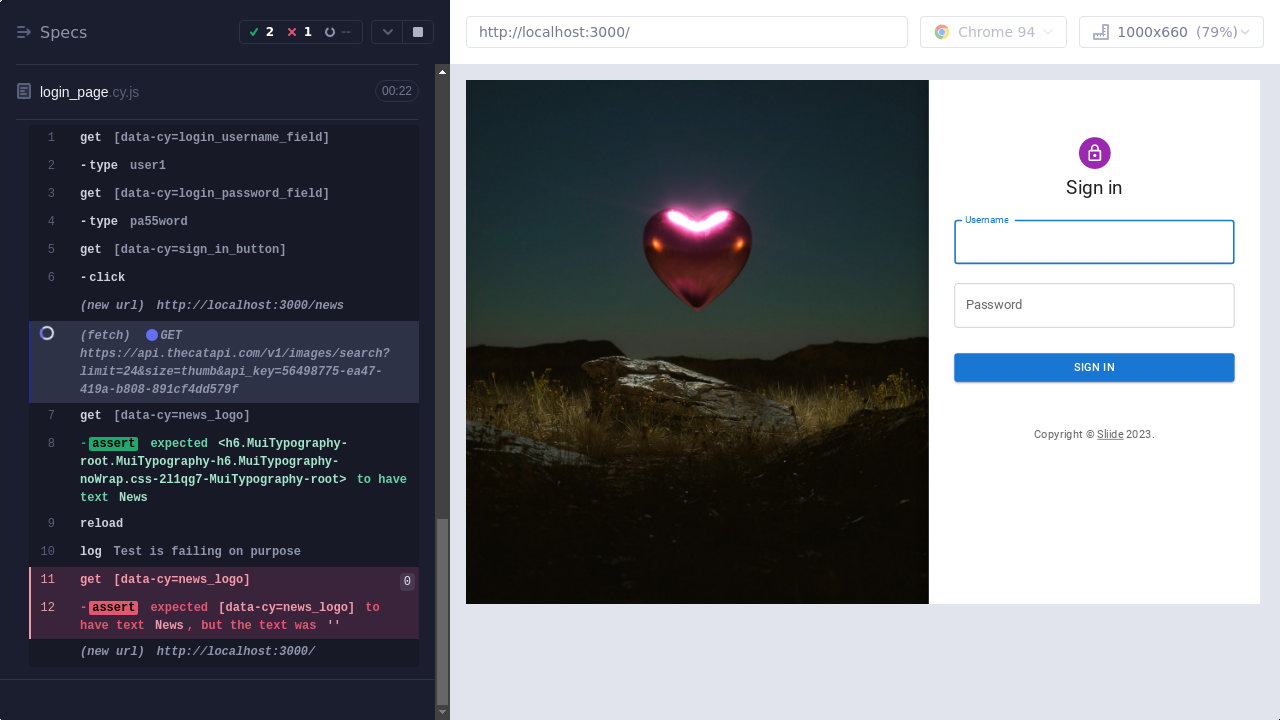 Specs
2
1
--
login_page.cy.js
00:22
1 get [data-cy=login_username_field]
2 -type user1
3 get [data-cy=login_password_field]
4 -type pa55word
5 get [data-cy=sign_in_button]
6 -click
(new url) http://localhost:3000/news
(fetch) GET
https://api.thecatapi.com/v1/images/search?
limit=24&size=thumb&api_key=56498775-ea47-
419a-b808-891cf4dd579f
7 get [data-cy=news_logo]
8 -assert expected <h6.MuiTypography-
root.MuiTypography-h6.MuiTypography-
noWrap.css-2l1qg7-MuiTypography-root> to have
text News
9 reload
10 log Test is failing on purpose
11 get [data-cy=news_logo] 0
12 -assert expected [data-cy=news_logo] to
have text News, but the text was ''
(new url) http://localhost:3000/
http://localhost:3000/
Chrome 94
1000x660 (79%)
Sign in
Username
Password
SIGN IN
Copyright © Sliide 2023.